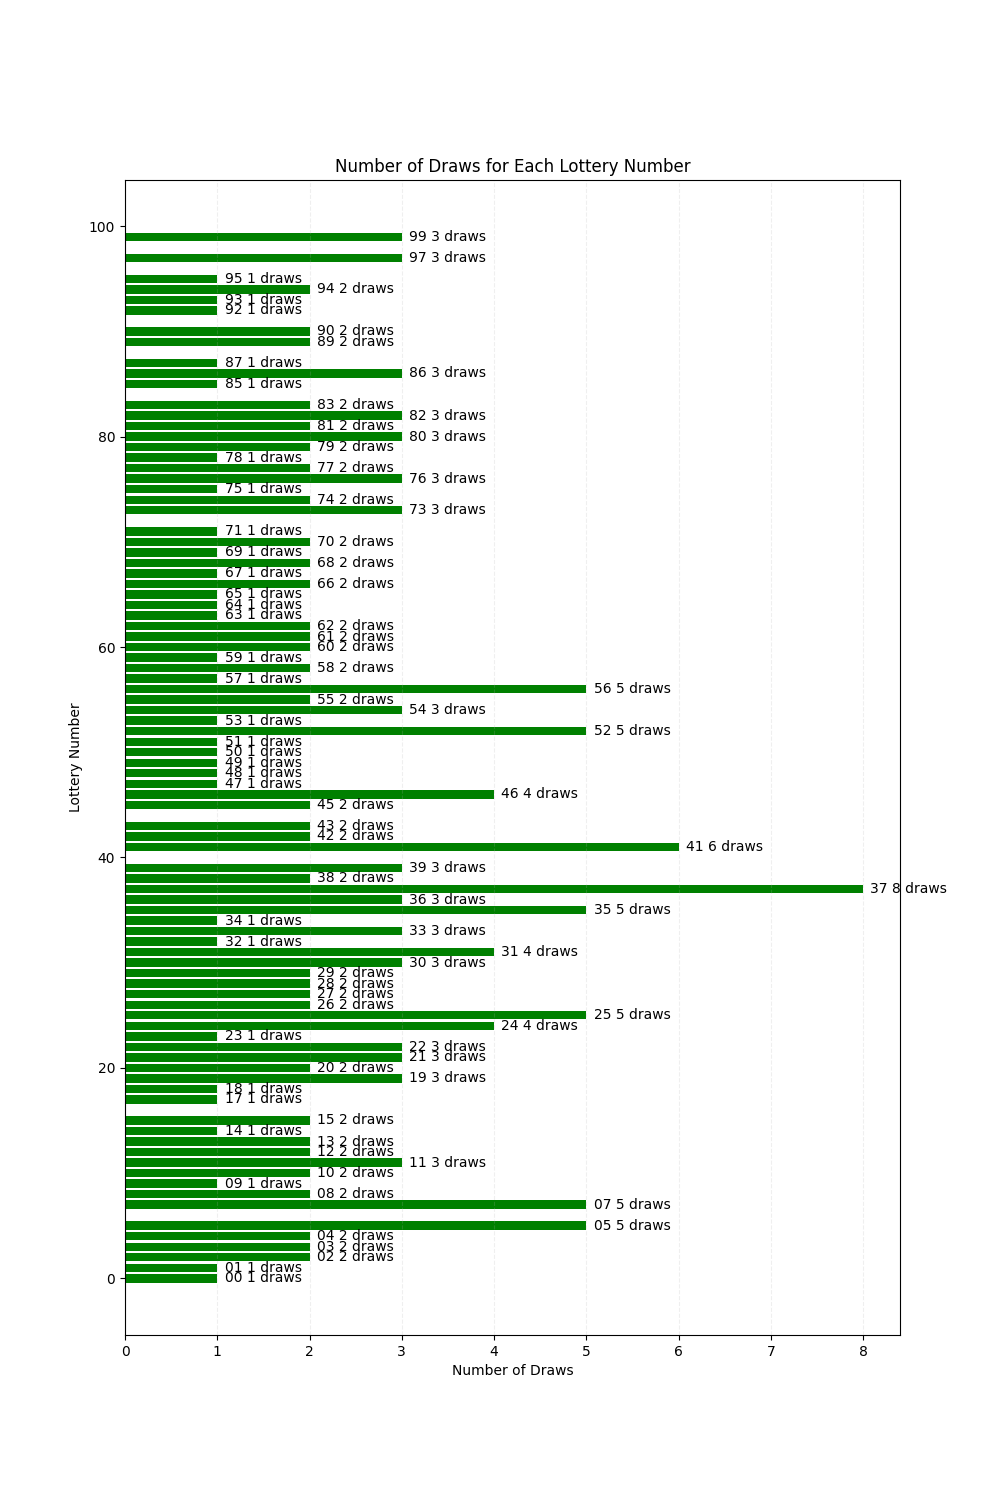 Number of Draws for Each Lottery Number
100
99 3 draws
97 3 draws
95 1 draws
94 2 draws
93 1 draws
92 1 draws
90 2 draws
89 2 draws
87 1 draws
86 3 draws
85 1 draws
83 2 draws
82 3 draws
81 2 draws
80
80 3 draws
79 2 draws
78 1 draws
77 2 draws
76 3 draws
75 1 draws
74 2 draws
73 3 draws
71 1 draws
70 2 draws
69 1 draws
68 2 draws
67 1 draws
66 2 draws
65 1 draws
64 1 draws
63 1 draws
62 2 draws
61 2 draws
60
60 2 draws
59 1 draws
58 2 draws
57 1 draws
56 5 draws
55 2 draws
54 3 draws
53 1 draws
52 5 draws
51 1 draws
50 1 draws
49 1 draws
48 1 draws
47 1 draws
46 4 draws
45 2 draws
43 2 draws
42 2 draws
41 6 draws
40
39 3 draws
38 2 draws
37 8 draws
36 3 draws
35 5 draws
34 1 draws
33 3 draws
32 1 draws
31 4 draws
30 3 draws
29 2 draws
28 2 draws
27 2 draws
26 2 draws
25 5 draws
24 4 draws
23 1 draws
22 3 draws
21 3 draws
20
20 2 draws
19 3 draws
18 1 draws
17 1 draws
15 2 draws
14 1 draws
13 2 draws
12 2 draws
11 3 draws
10 2 draws
09 1 draws
08 2 draws
07 5 draws
05 5 draws
04 2 draws
03 2 draws
02 2 draws
01 1 draws
0
00 1 draws
Lottery Number
0 1 2 3 4 5 6 7 8
Number of Draws